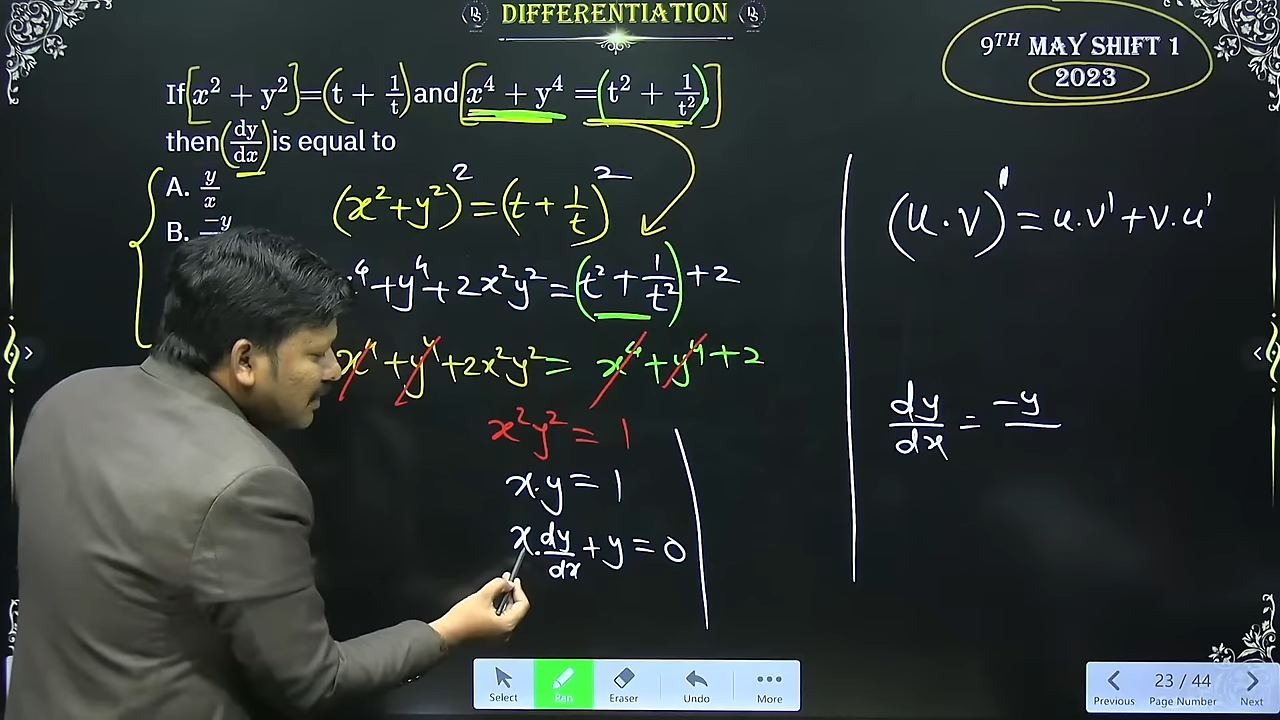 DIFFERENTIATION
9TH MAY SHIFT 1
2023
If [x² + y²] = (t + 1/t) and [x⁴ + y⁴ = (t² + 1/t²)]
then (dy/dx) is equal to
A. y/x
B. -y
(x² + y²)² = (t + 1/t)²
⁴ + y⁴ + 2x²y² = (t² + 1/t²) + 2
x⁴ + y⁴ + 2x²y² = x⁴ + y⁴ + 2
x²y² = 1
x.y = 1
x.dy/dx + y = 0
(u.v)' = u.v' + v.u'
dy/dx = -y
Select Pen Eraser Undo More
23 / 44
Previous Page Number Next